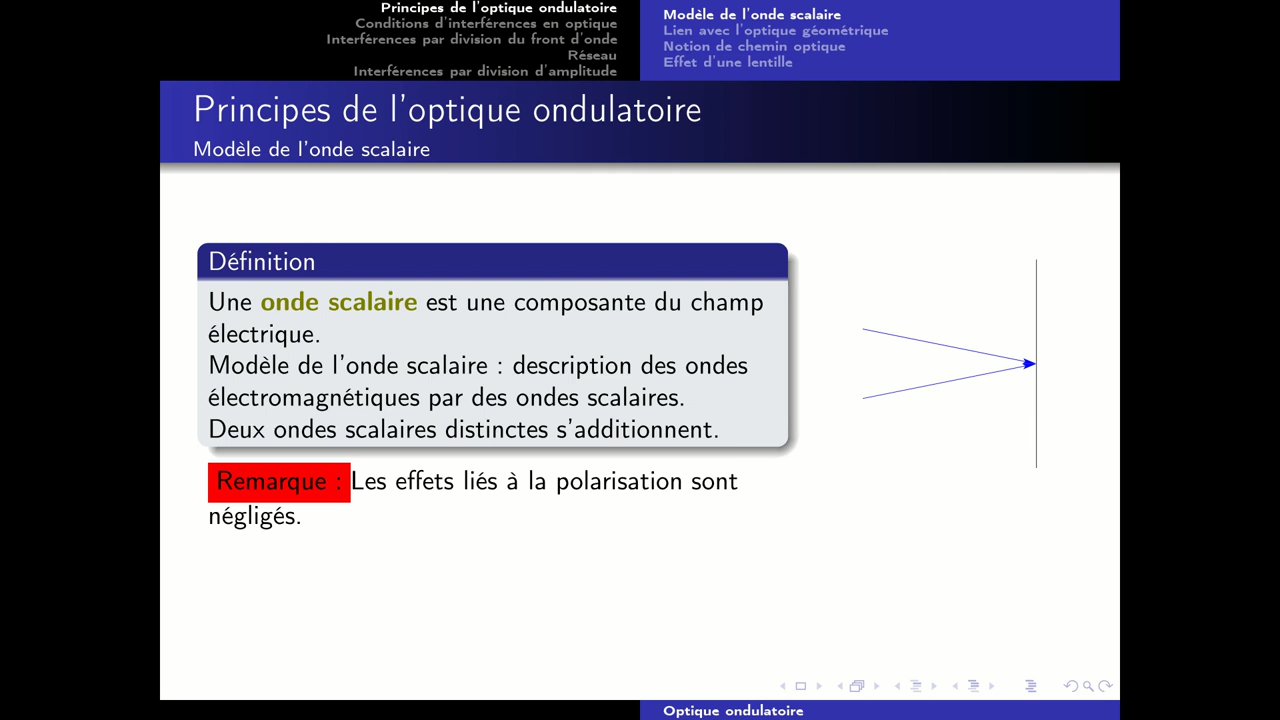 Principes de l'optique ondulatoire
Conditions d'interférences en optique
Interférences par division du front d'onde
Réseau
Interférences par division d'amplitude
Modèle de l'onde scalaire
Lien avec l'optique géométrique
Notion de chemin optique
Effet d'une lentille
Principes de l'optique ondulatoire
Modèle de l'onde scalaire
Définition
Une onde scalaire est une composante du champ
électrique.
Modèle de l'onde scalaire : description des ondes
électromagnétiques par des ondes scalaires.
Deux ondes scalaires distinctes s'additionnent.
Remarque : Les effets liés à la polarisation sont
négligés.
Optique ondulatoire